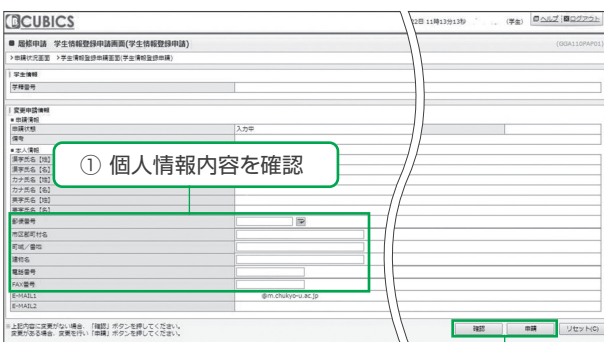 CUBICS
22日 11時13分13秒 (学生) ヘルプ ログアウト
■ 履修申請 学生情報登録申請画面(学生情報登録申請)
(GGA110PAP01)
>申請状況画面 >学生情報登録申請画面(学生情報登録申請)
学生情報
学籍番号
変更申請情報
■申請情報
申請状態 入力中
備考
■本人情報
漢字氏名【姓】
漢字氏名【名】
カナ氏名【姓】
カナ氏名【名】
英字氏名【姓】
英字氏名【名】
① 個人情報内容を確認
郵便番号
市区郡町村名
町域/番地
建物名
電話番号
FAX番号
E-MAIL1 @m.chukyo-u.ac.jp
E-MAIL2
※上記内容に変更がない場合、「確認」ボタンを押してください。
変更がある場合、変更を行い「申請」ボタンを押してください。
確認 申請 リセット(C)